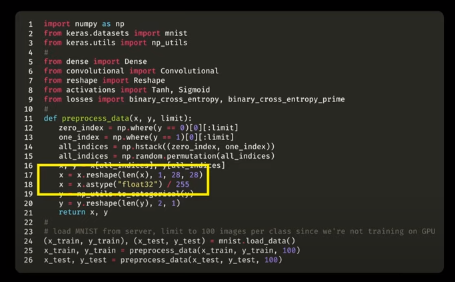 1 import numpy as np
2 from keras.datasets import mnist
3 from keras.utils import np_utils
4 #
5 from dense import Dense
6 from convolutional import Convolutional
7 from reshape import Reshape
8 from activations import Tanh, Sigmoid
9 from losses import binary_cross_entropy, binary_cross_entropy_prime
10 #
11 def preprocess_data(x, y, limit):
12 zero_index = np.where(y == 0)[0][:limit]
13 one_index = np.where(y == 1)[0][:limit]
14 all_indices = np.hstack((zero_index, one_index))
15 all_indices = np.random.permutation(all_indices)
16 x, y = x[all_indices], y[all_indices]
17 x = x.reshape(len(x), 1, 28, 28)
18 x = x.astype("float32") / 255
19 y = np_utils.to_categorical(y)
20 y = y.reshape(len(y), 2, 1)
21 return x, y
22 #
23 # load MNIST from server, limit to 100 images per class since we're not training on GPU
24 (x_train, y_train), (x_test, y_test) = mnist.load_data()
25 x_train, y_train = preprocess_data(x_train, y_train, 100)
26 x_test, y_test = preprocess_data(x_test, y_test, 100)